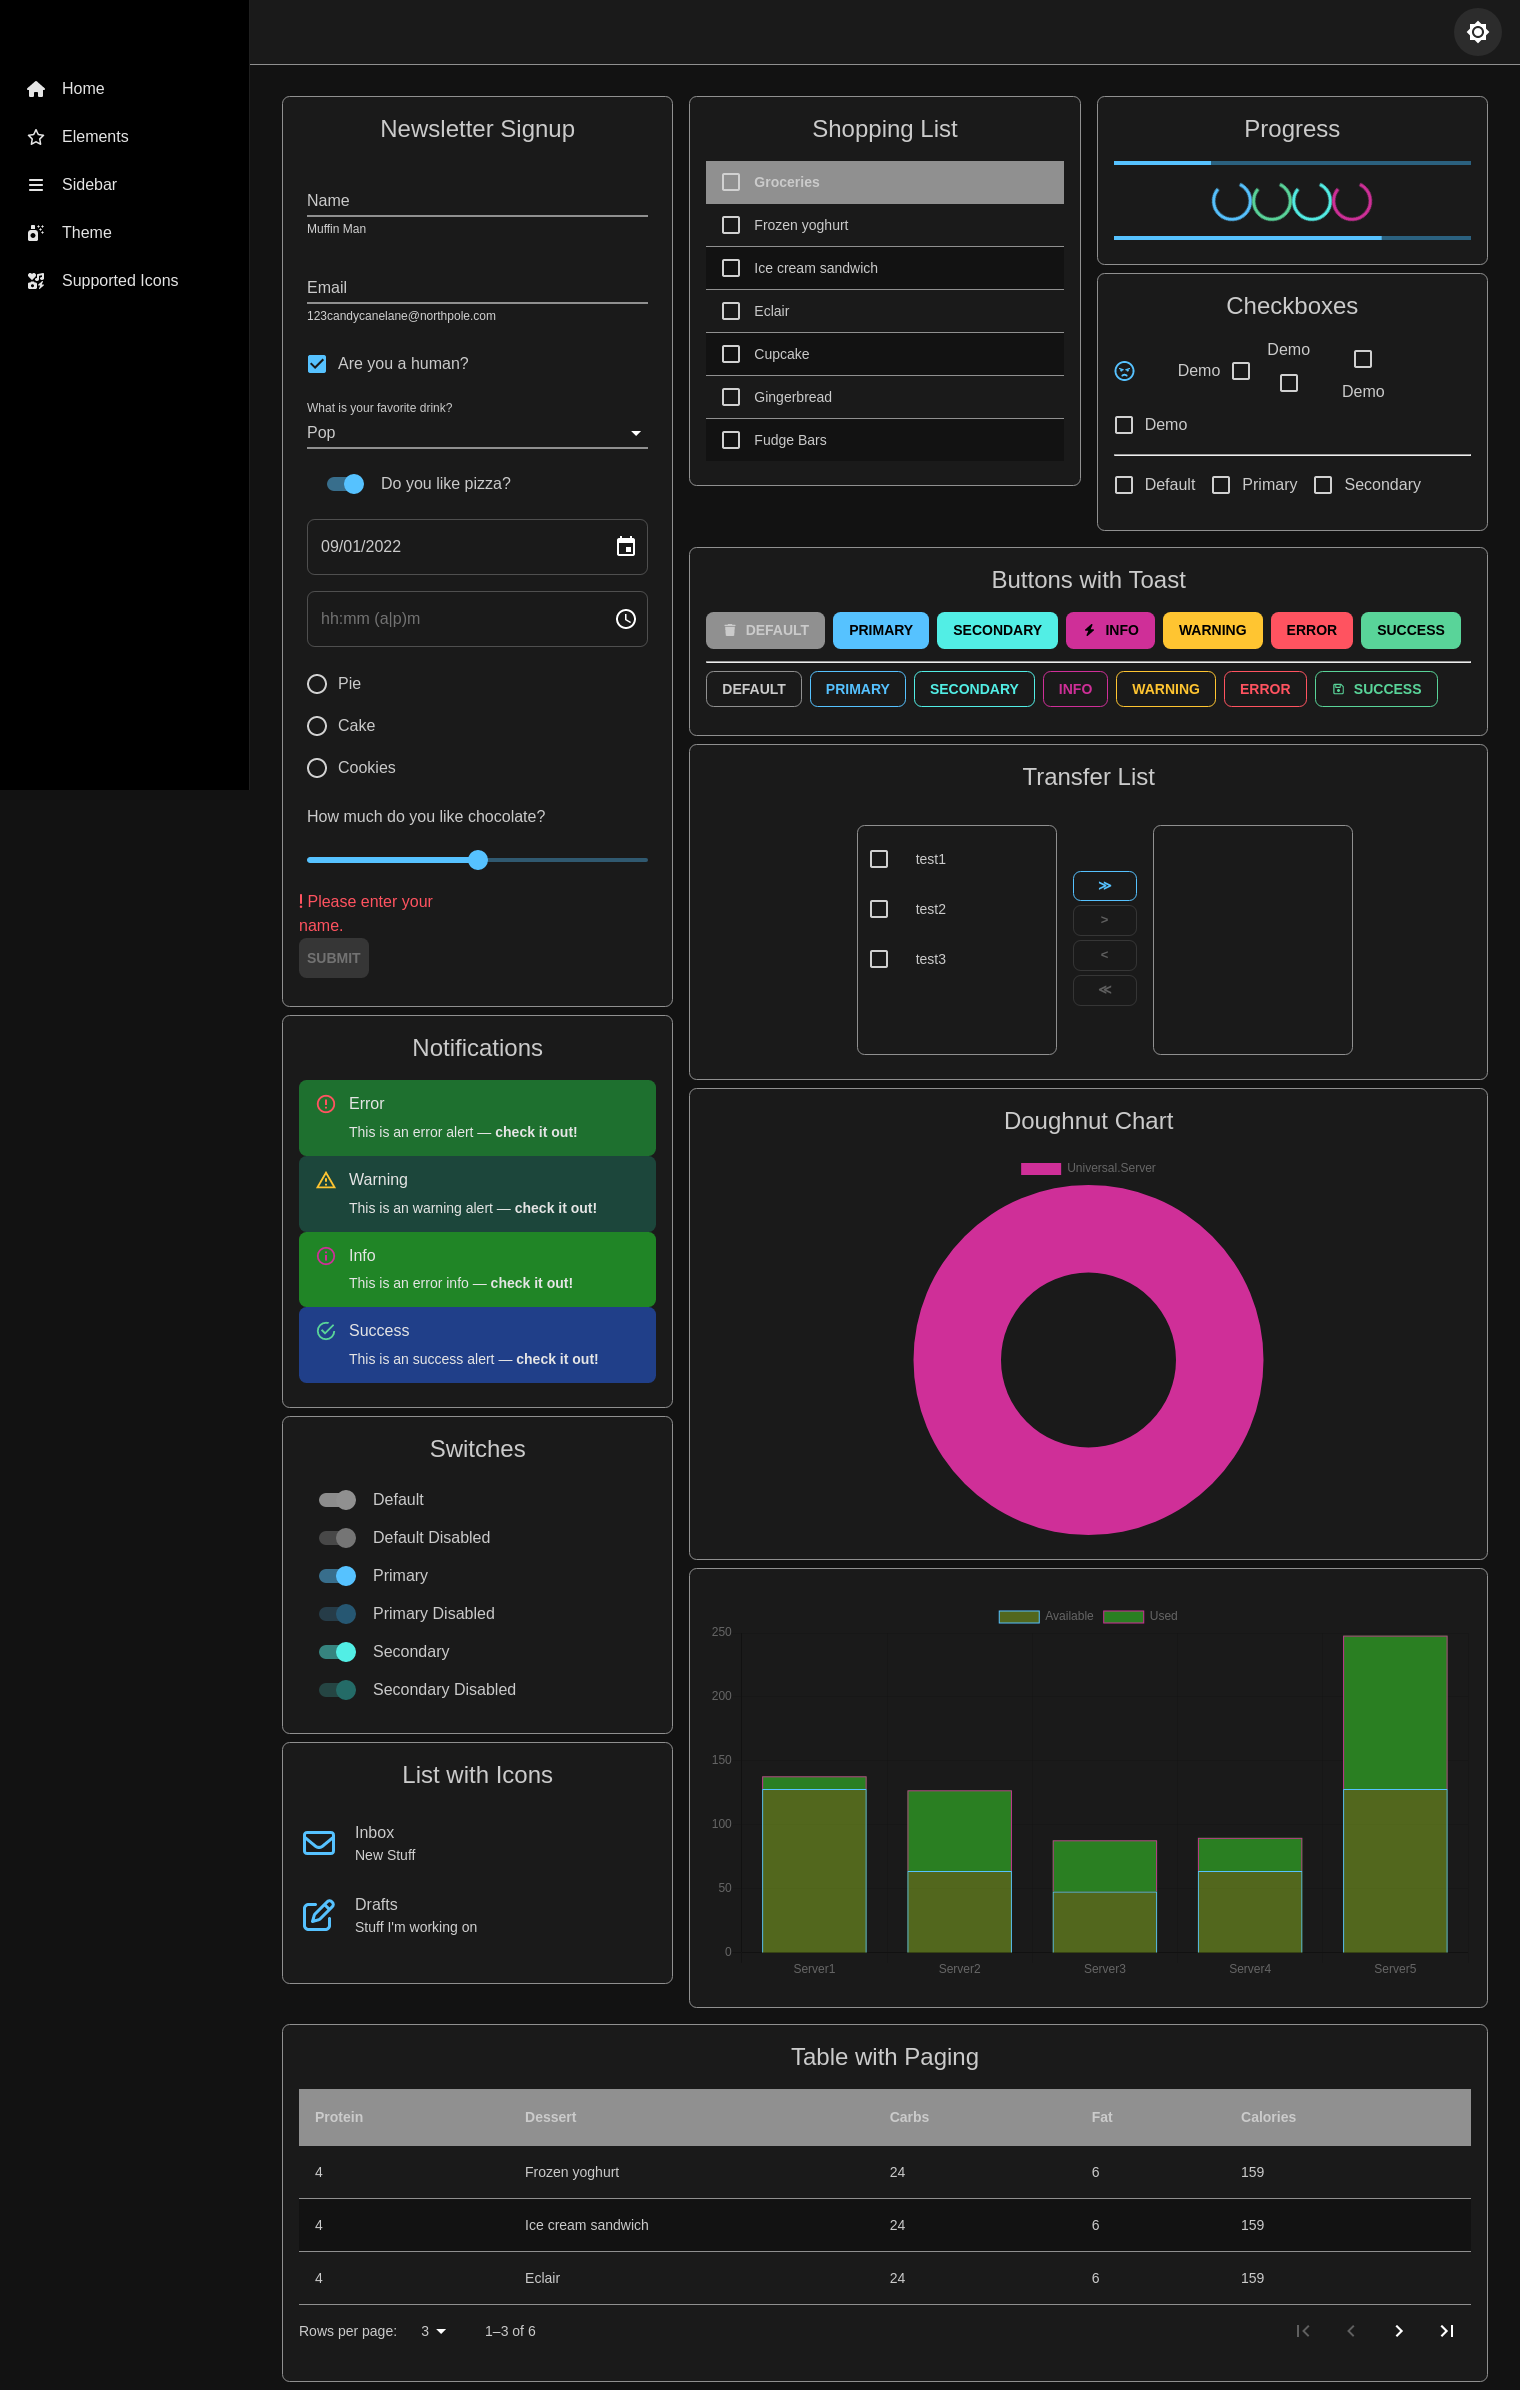 Home
Elements
Sidebar
Theme
Supported Icons
Newsletter Signup
Name
Muffin Man
Email
123candycanelane@northpole.com
Are you a human?
What is your favorite drink?
Pop
Do you like pizza?
09/01/2022
hh:mm (a|p)m
Pie
Cake
Cookies
How much do you like chocolate?
! Please enter your
name.
SUBMIT
Shopping List
Groceries
Frozen yoghurt
Ice cream sandwich
Eclair
Cupcake
Gingerbread
Fudge Bars
Progress
Checkboxes
Demo
Demo
Demo
Demo
Default Primary Secondary
Buttons with Toast
DEFAULT PRIMARY SECONDARY INFO WARNING ERROR SUCCESS
DEFAULT PRIMARY SECONDARY INFO WARNING ERROR SUCCESS
Transfer List
test1
test2
test3
≫
>
<
≪
Notifications
Error
This is an error alert — check it out!
Warning
This is an warning alert — check it out!
Info
This is an error info — check it out!
Success
This is an success alert — check it out!
Switches
Default
Default Disabled
Primary
Primary Disabled
Secondary
Secondary Disabled
List with Icons
Inbox
New Stuff
Drafts
Stuff I'm working on
Doughnut Chart
Universal.Server
Available Used
250
200
150
100
50
0
Server1 Server2 Server3 Server4 Server5
Table with Paging
Protein Dessert Carbs Fat Calories
4 Frozen yoghurt 24 6 159
4 Ice cream sandwich 24 6 159
4 Eclair 24 6 159
Rows per page: 3 1–3 of 6